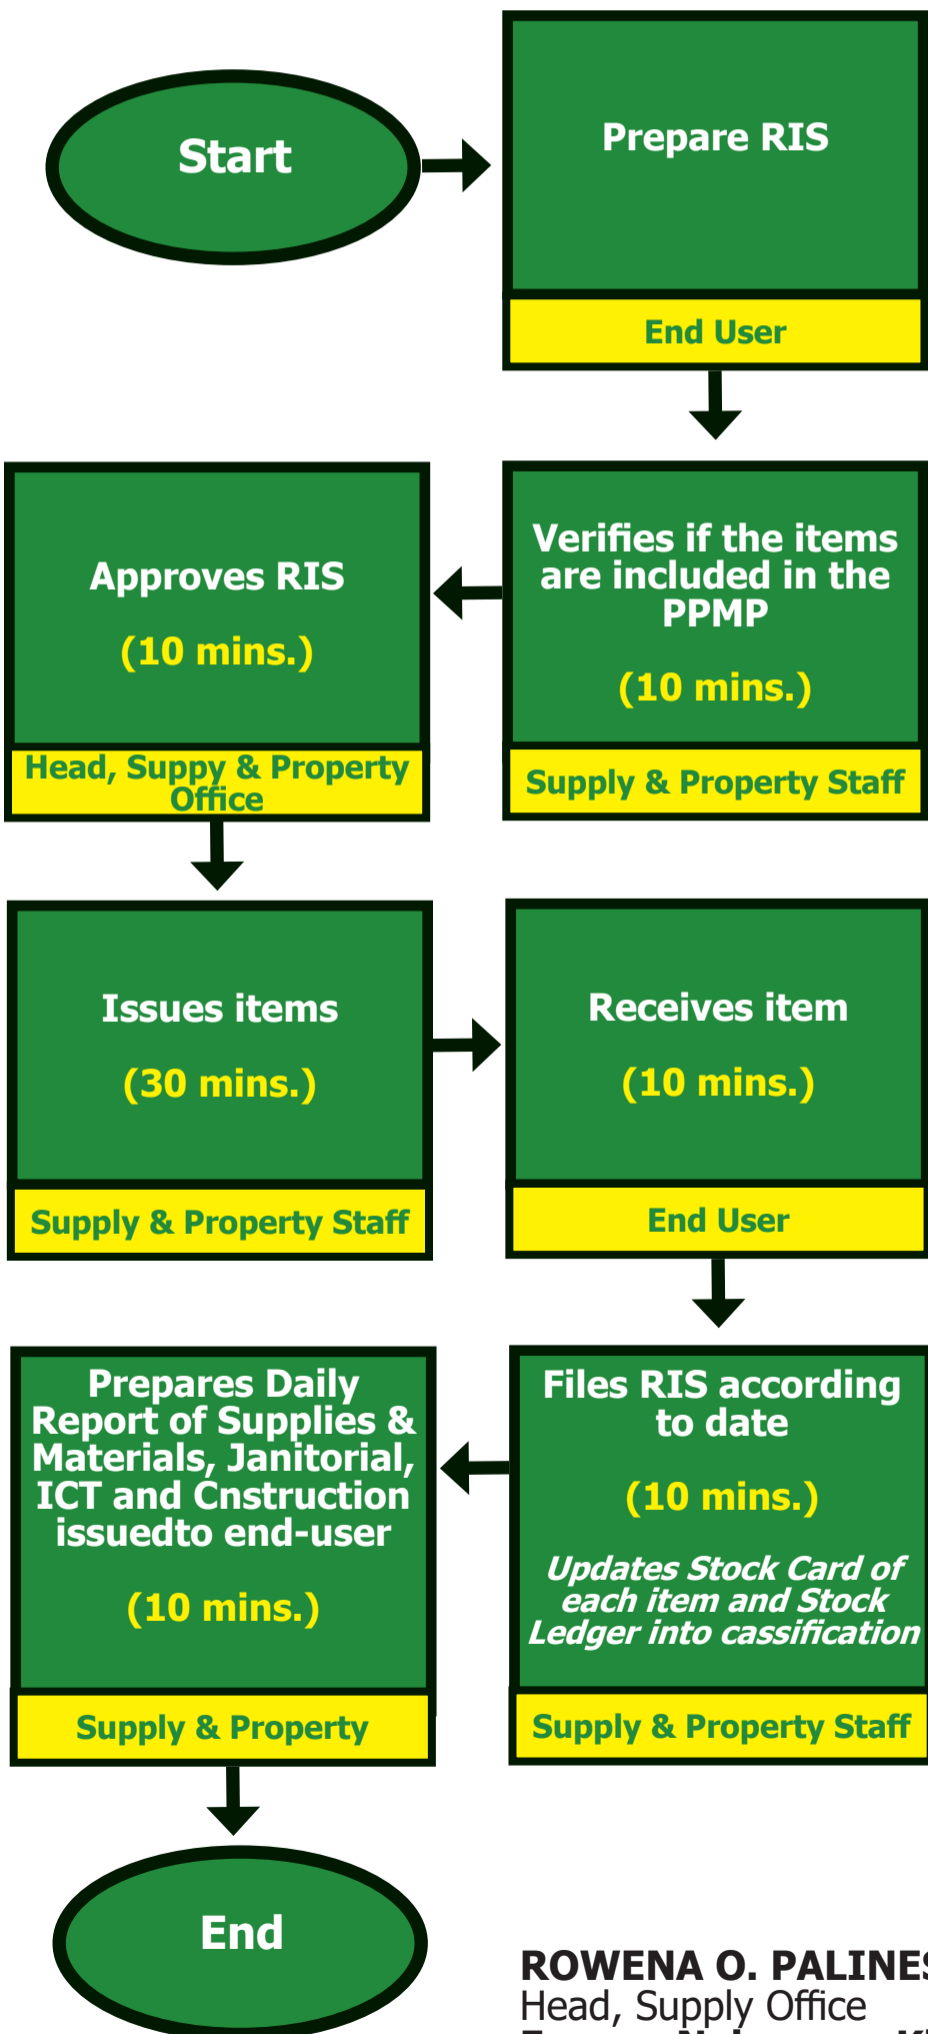 Start
Prepare RIS
End User
Verifies if the items
are included in the
PPMP
(10 mins.)
Supply & Property Staff
Approves RIS
(10 mins.)
Head, Suppy & Property
Office
Issues items
(30 mins.)
Supply & Property Staff
Receives item
(10 mins.)
End User
Files RIS according
to date
(10 mins.)
Updates Stock Card of
each item and Stock
Ledger into cassification
Supply & Property Staff
Prepares Daily
Report of Supplies &
Materials, Janitorial,
ICT and Cnstruction
issuedto end-user
(10 mins.)
Supply & Property
End
ROWENA O. PALINES
Head, Supply Office